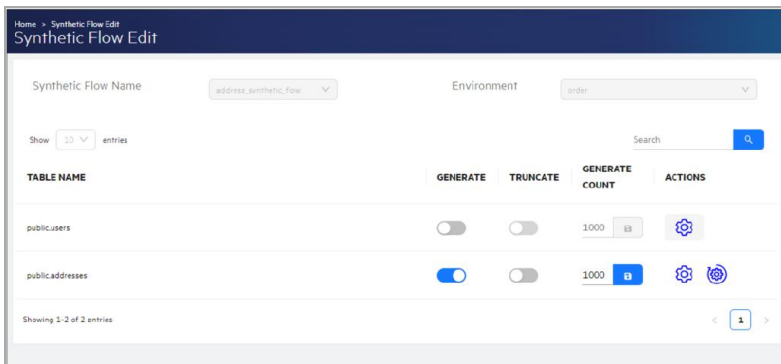 Home > Synthetic Flow Edit
Synthetic Flow Edit
Synthetic Flow Name address_synthetic_flow Environment order
Show 10 entries Search
TABLE NAME GENERATE TRUNCATE GENERATE COUNT ACTIONS
public.users 1000
public.addresses 1000
Showing 1-2 of 2 entries < 1 >